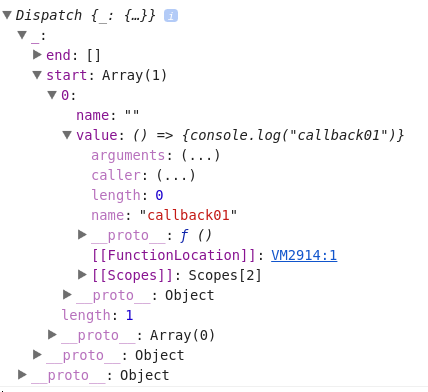 Dispatch {_: {…}} i
_:
end: []
start: Array(1)
0:
name: ""
value: () => {console.log("callback01")}
arguments: (...)
caller: (...)
length: 0
name: "callback01"
__proto__: ƒ ()
[[FunctionLocation]]: VM2914:1
[[Scopes]]: Scopes[2]
__proto__: Object
length: 1
__proto__: Array(0)
__proto__: Object
__proto__: Object